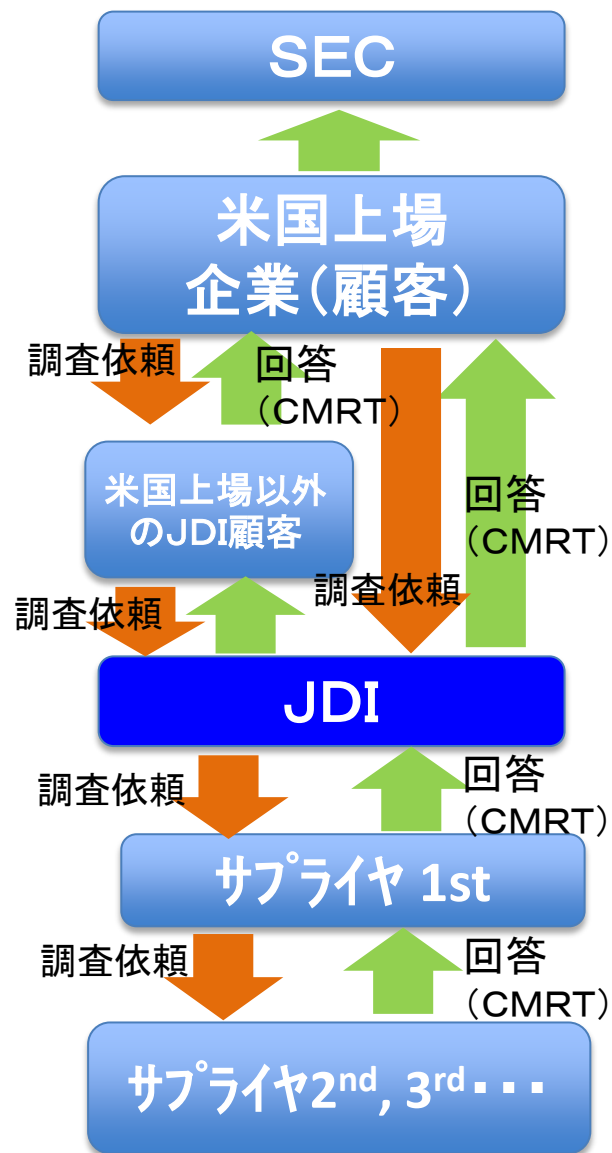 SEC
米国上場
企業(顧客)
調査依頼
回答
(CMRT)
米国上場以外
のJDI顧客
回答
(CMRT)
調査依頼
調査依頼
JDI
調査依頼
回答
(CMRT)
サプライヤ 1st
調査依頼
回答
(CMRT)
サプライヤ2nd, 3rd・・・